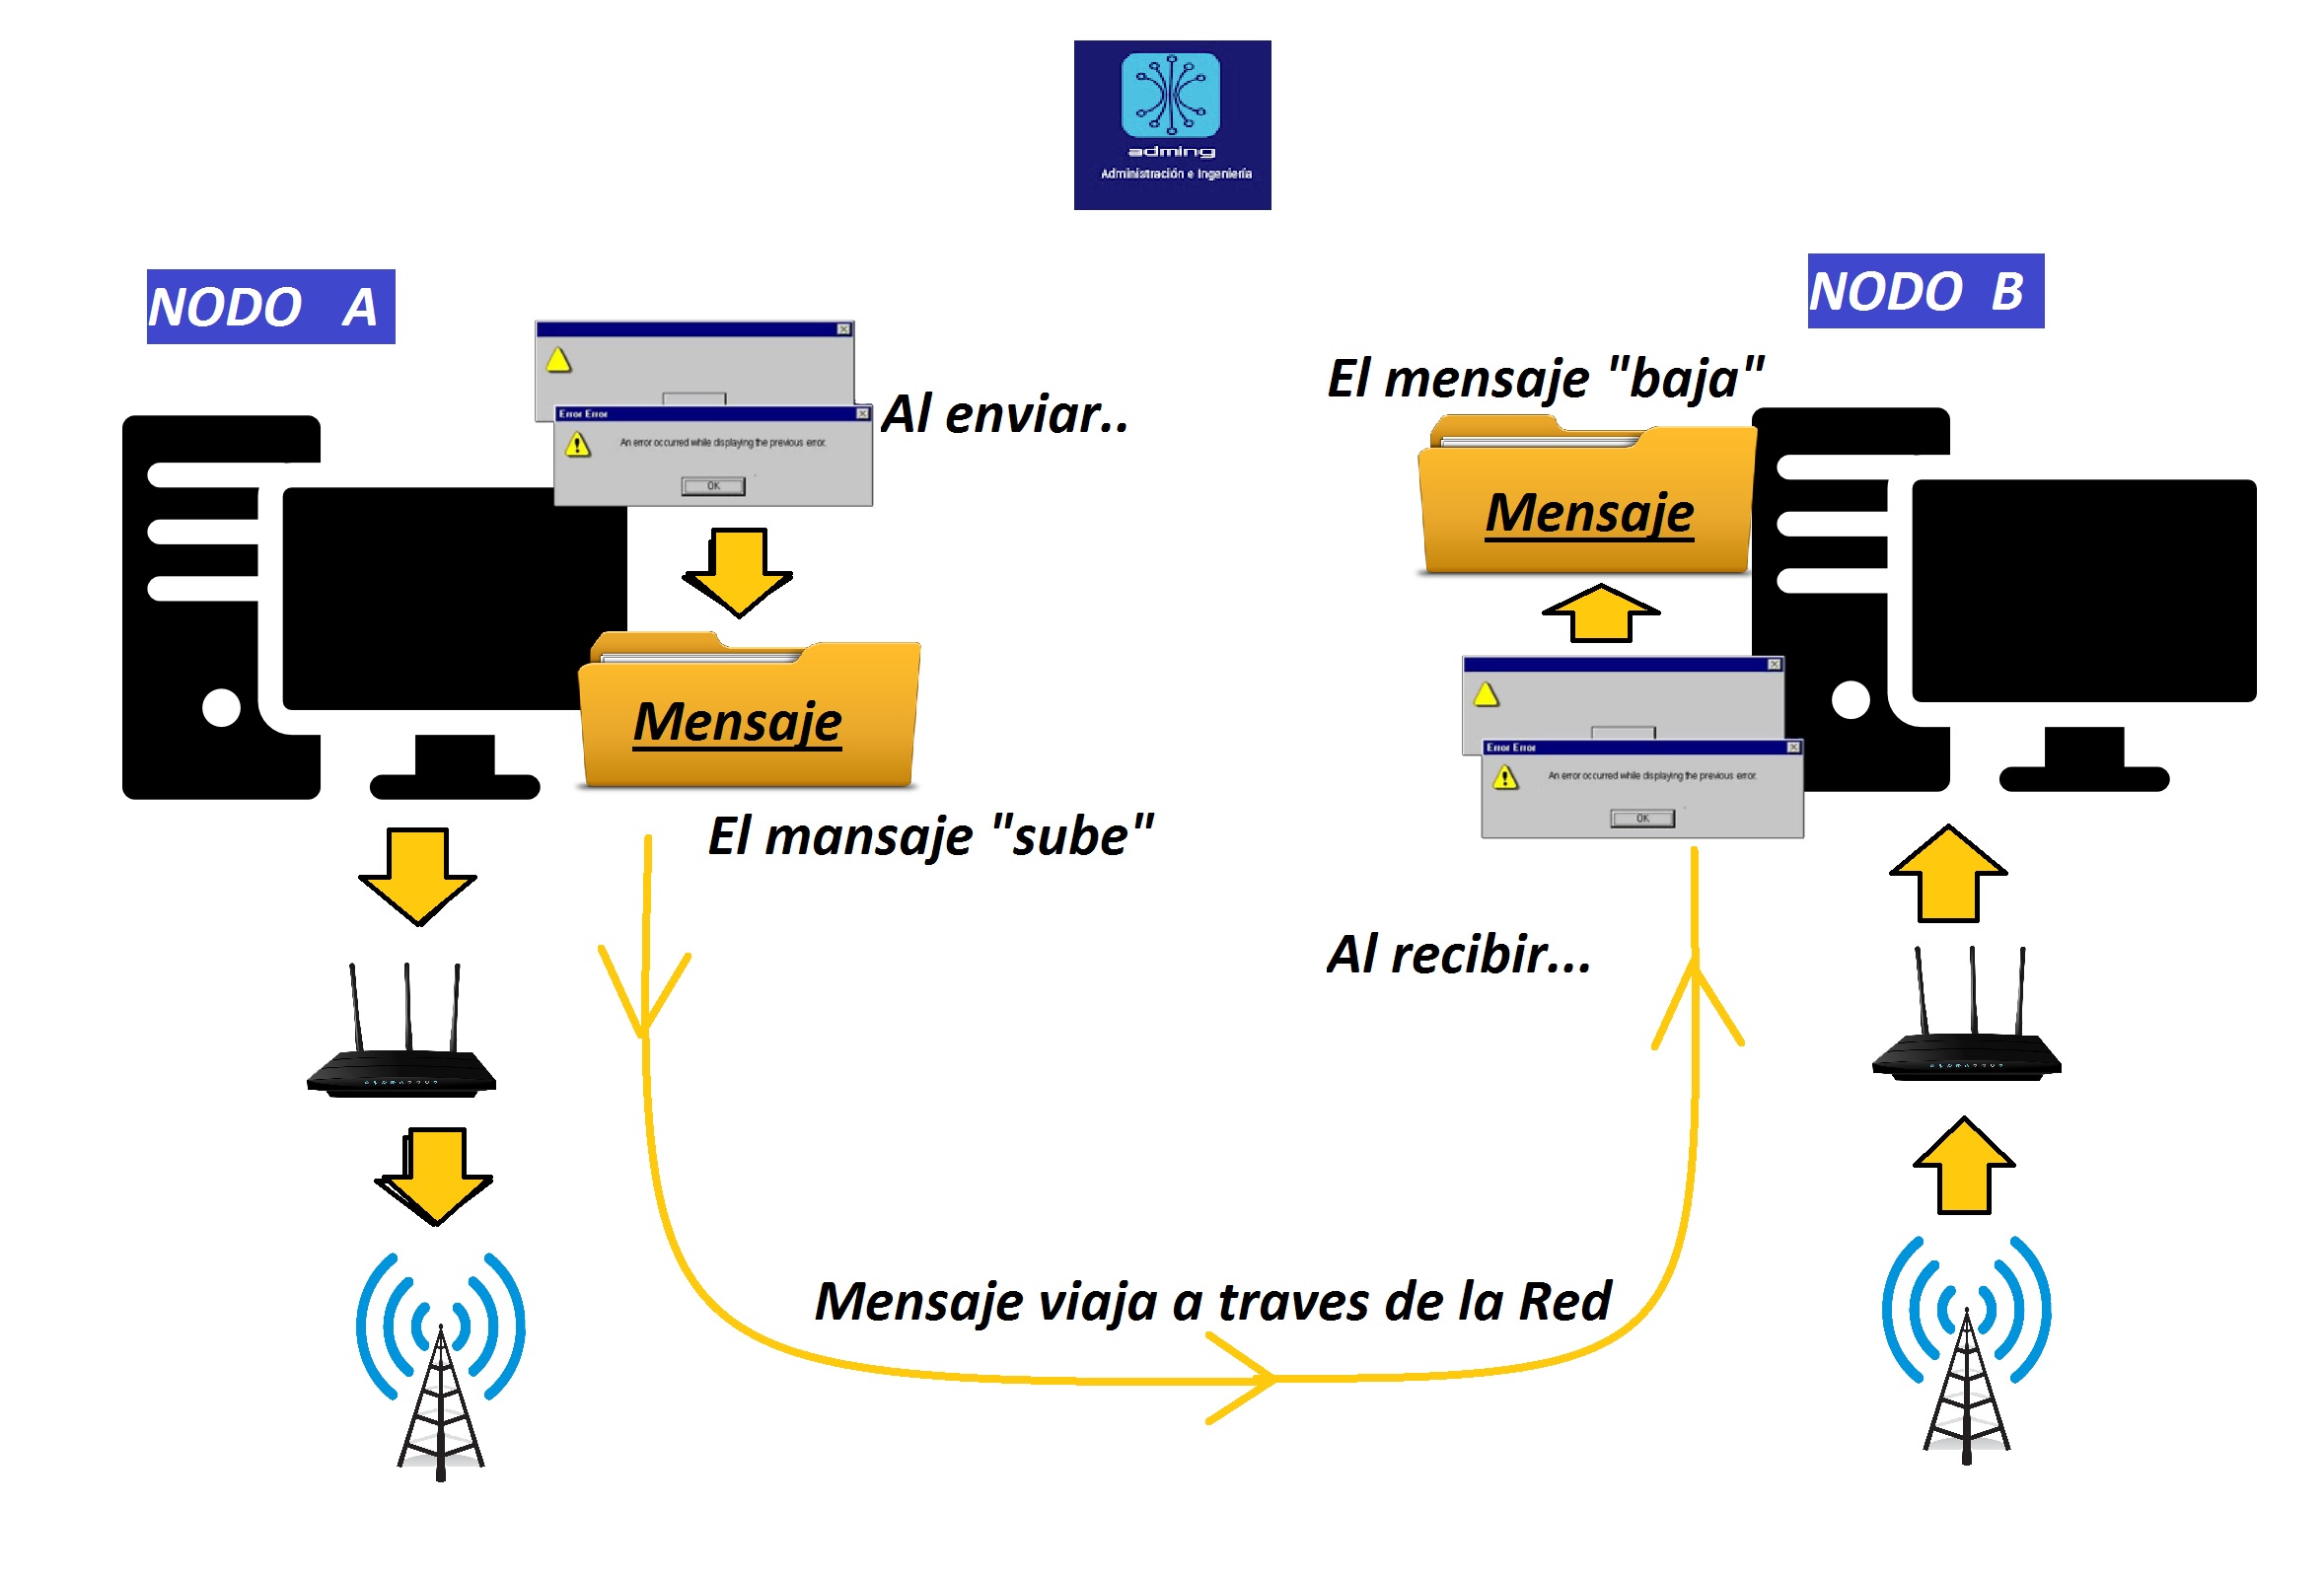 adming
Administración e Ingeniería
NODO A
NODO B
Error Error
An error occurred while displaying the previous error.
OK
Al enviar..
Mensaje
El mansaje "sube"
El mensaje "baja"
Mensaje
Error Error
An error occurred while displaying the previous error.
OK
Al recibir...
Mensaje viaja a traves de la Red